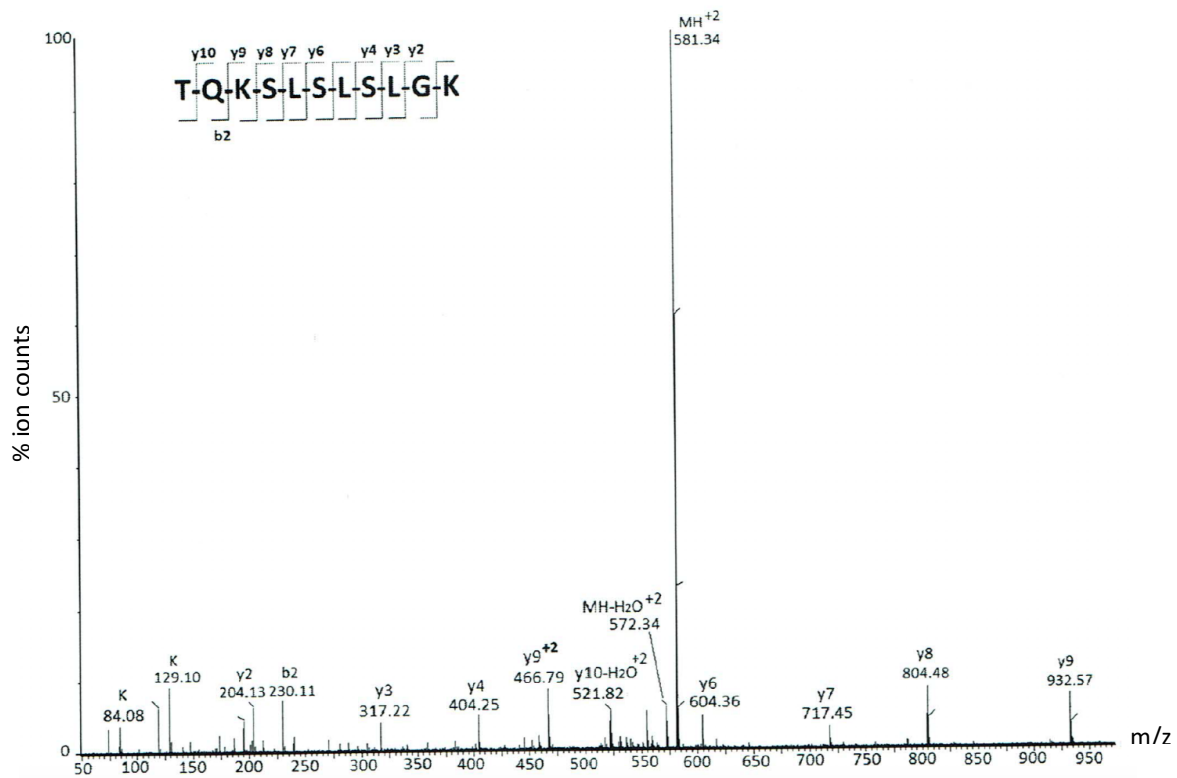 MH+2
581.34
100
y10 y9 y8 y7 y6 y4 y3 y2
T-Q-K-S-L-S-L-S-L-G-K
b2
% ion counts
50
MH-H2O+2
572.34
y9+2
466.79
y10-H2O+2
521.82
K
129.10
K
84.08
y2
204.13
b2
230.11
y3
317.22
y4
404.25
y6
604.36
y7
717.45
y8
804.48
y9
932.57
0
50 100 150 200 250 300 350 400 450 500 550 600 650 700 750 800 850 900 950
m/z